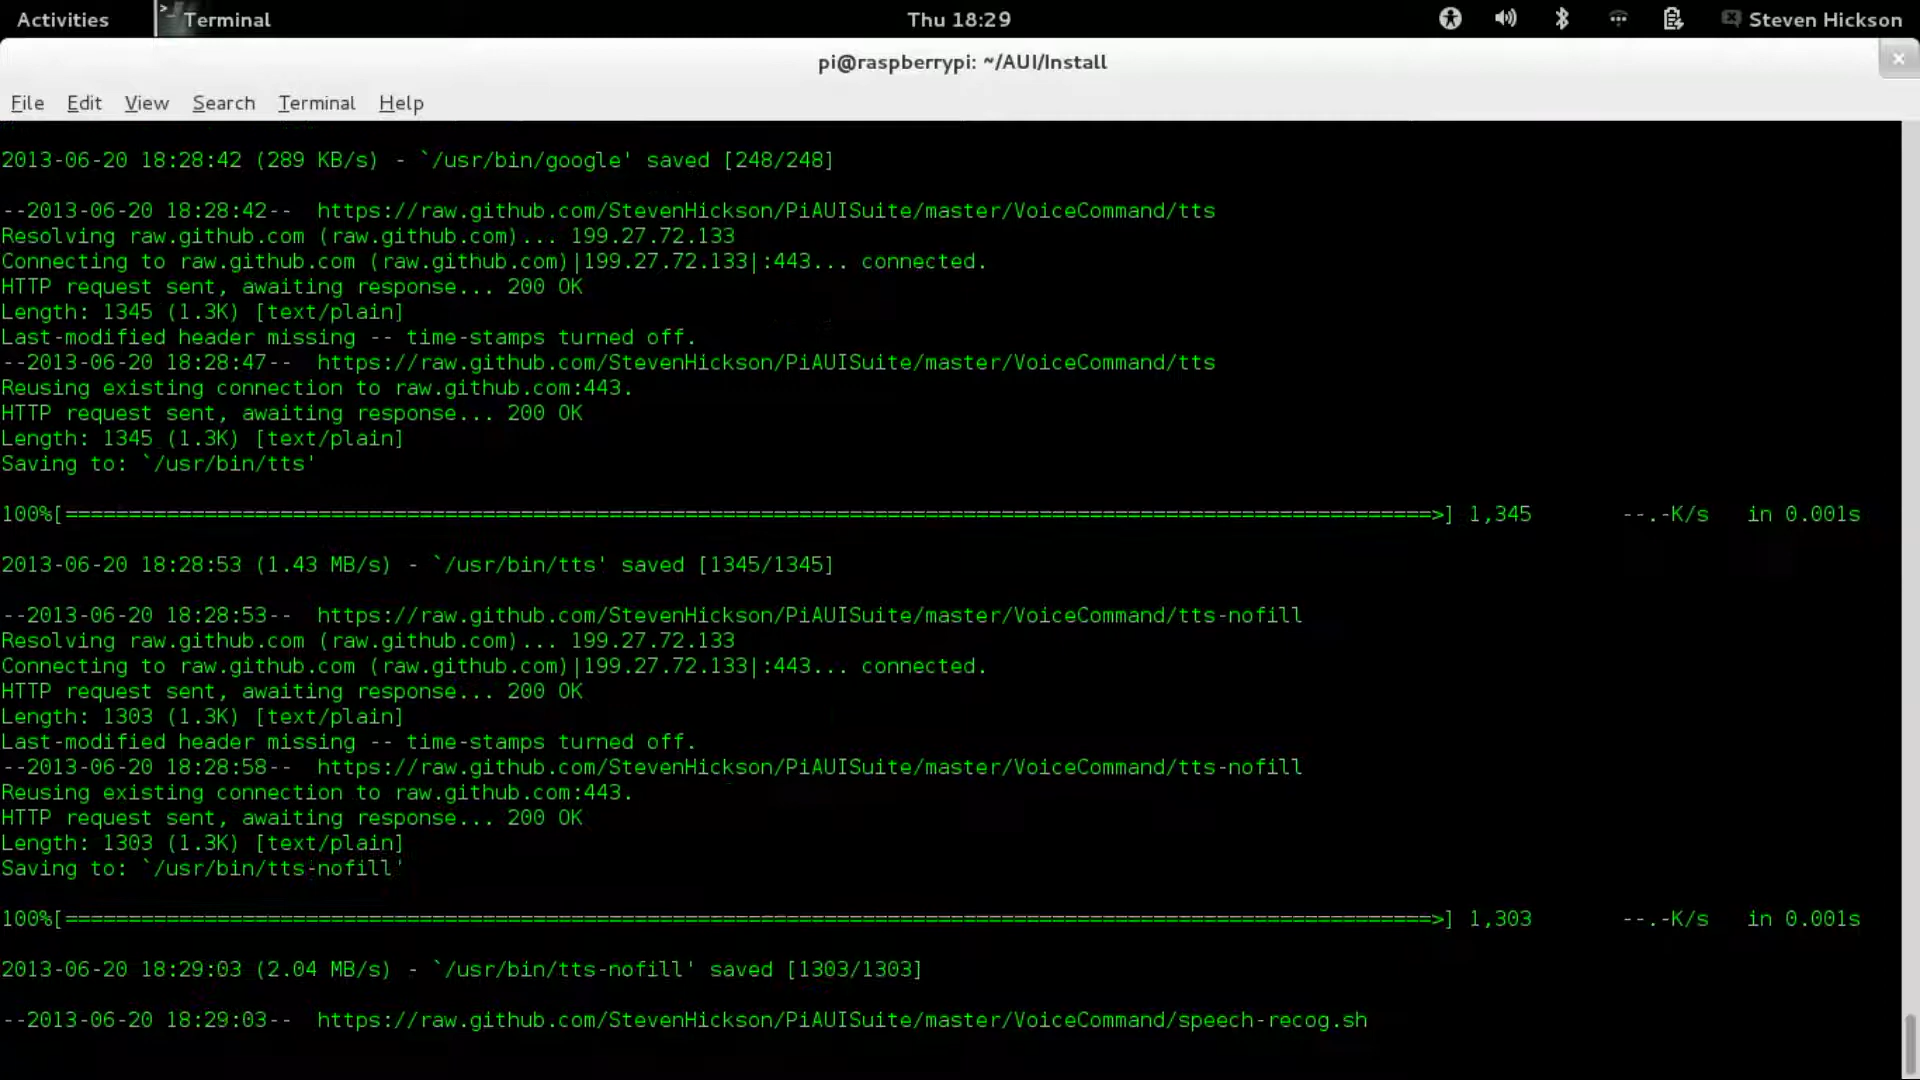 Activities Terminal Thu 18:29 Steven Hickson
pi@raspberrypi: ~/AUI/Install
File Edit View Search Terminal Help
2013-06-20 18:28:42 (289 KB/s) - `/usr/bin/google' saved [248/248]
--2013-06-20 18:28:42--  https://raw.github.com/StevenHickson/PiAUISuite/master/VoiceCommand/tts
Resolving raw.github.com (raw.github.com)... 199.27.72.133
Connecting to raw.github.com (raw.github.com)|199.27.72.133|:443... connected.
HTTP request sent, awaiting response... 200 OK
Length: 1345 (1.3K) [text/plain]
Last-modified header missing -- time-stamps turned off.
--2013-06-20 18:28:47--  https://raw.github.com/StevenHickson/PiAUISuite/master/VoiceCommand/tts
Reusing existing connection to raw.github.com:443.
HTTP request sent, awaiting response... 200 OK
Length: 1345 (1.3K) [text/plain]
Saving to: `/usr/bin/tts'
100%[============================================================================================================>] 1,345       --.-K/s   in 0.001s
2013-06-20 18:28:53 (1.43 MB/s) - `/usr/bin/tts' saved [1345/1345]
--2013-06-20 18:28:53--  https://raw.github.com/StevenHickson/PiAUISuite/master/VoiceCommand/tts-nofill
Resolving raw.github.com (raw.github.com)... 199.27.72.133
Connecting to raw.github.com (raw.github.com)|199.27.72.133|:443... connected.
HTTP request sent, awaiting response... 200 OK
Length: 1303 (1.3K) [text/plain]
Last-modified header missing -- time-stamps turned off.
--2013-06-20 18:28:58--  https://raw.github.com/StevenHickson/PiAUISuite/master/VoiceCommand/tts-nofill
Reusing existing connection to raw.github.com:443.
HTTP request sent, awaiting response... 200 OK
Length: 1303 (1.3K) [text/plain]
Saving to: `/usr/bin/tts-nofill'
100%[============================================================================================================>] 1,303       --.-K/s   in 0.001s
2013-06-20 18:29:03 (2.04 MB/s) - `/usr/bin/tts-nofill' saved [1303/1303]
--2013-06-20 18:29:03--  https://raw.github.com/StevenHickson/PiAUISuite/master/VoiceCommand/speech-recog.sh